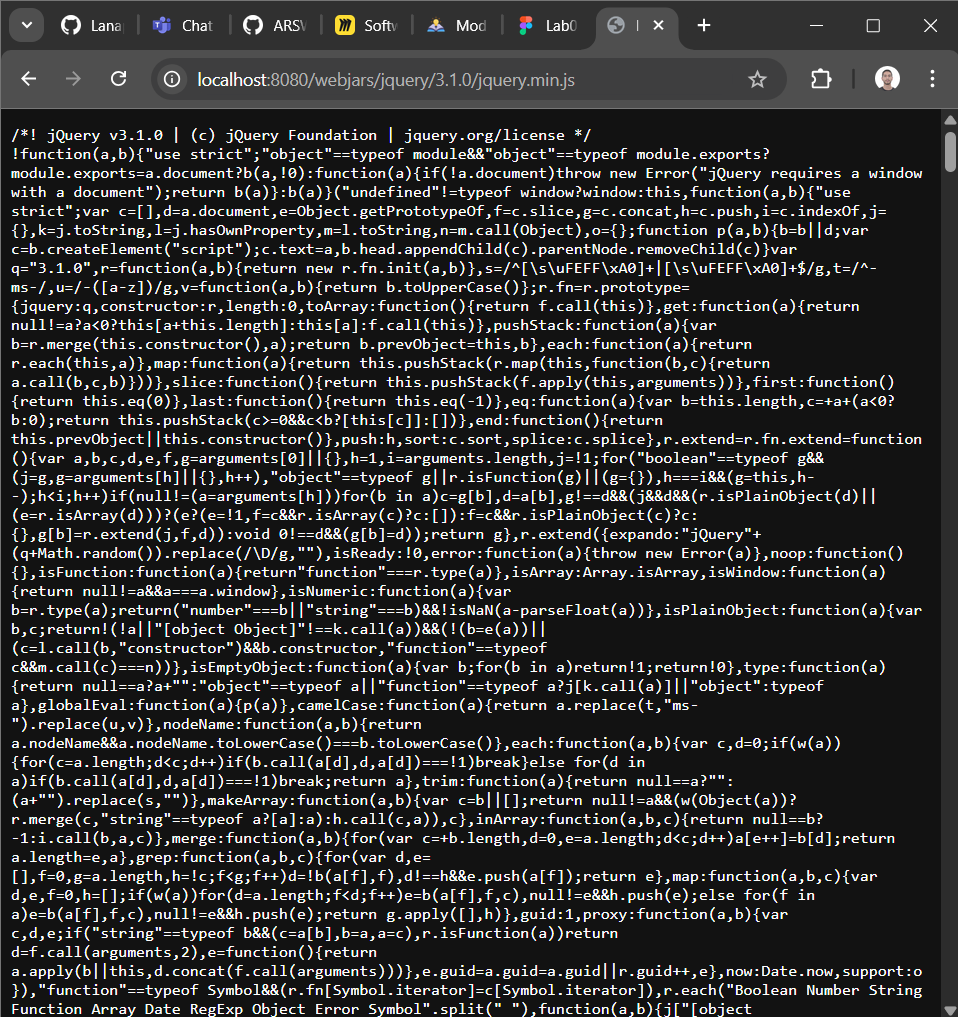 Lana
Chat
ARSV
Softw
Mod
Lab0
localhost:8080/webjars/jquery/3.1.0/jquery.min.js
/*! jQuery v3.1.0 | (c) jQuery Foundation | jquery.org/license */
!function(a,b){"use strict";"object"==typeof module&&"object"==typeof module.exports?
module.exports=a.document?b(a,!0):function(a){if(!a.document)throw new Error("jQuery requires a window
with a document");return b(a)}:b(a)}("undefined"!=typeof window?window:this,function(a,b){"use
strict";var c=[],d=a.document,e=Object.getPrototypeOf,f=c.slice,g=c.concat,h=c.push,i=c.indexOf,j=
{},k=j.toString,l=j.hasOwnProperty,m=l.toString,n=m.call(Object),o={};function p(a,b){b=b||d;var
c=b.createElement("script");c.text=a,b.head.appendChild(c).parentNode.removeChild(c)}var
q="3.1.0",r=function(a,b){return new r.fn.init(a,b)},s=/^[\s\uFEFF\xA0]+|[\s\uFEFF\xA0]+$/g,t=/^-
ms-/,u=/-([a-z])/g,v=function(a,b){return b.toUpperCase()};r.fn=r.prototype=
{jquery:q,constructor:r,length:0,toArray:function(){return f.call(this)},get:function(a){return
null!=a?a<0?this[a+this.length]:this[a]:f.call(this)},pushStack:function(a){var
b=r.merge(this.constructor(),a);return b.prevObject=this,b},each:function(a){return
r.each(this,a)},map:function(a){return this.pushStack(r.map(this,function(b,c){return
a.call(b,c,b)}))},slice:function(){return this.pushStack(f.apply(this,arguments))},first:function()
{return this.eq(0)},last:function(){return this.eq(-1)},eq:function(a){var b=this.length,c=+a+(a<0?
b:0);return this.pushStack(c>=0&&c<b?[this[c]]:[])},end:function(){return
this.prevObject||this.constructor()},push:h,sort:c.sort,splice:c.splice},r.extend=r.fn.extend=function
(){var a,b,c,d,e,f,g=arguments[0]||{},h=1,i=arguments.length,j=!1;for("boolean"==typeof g&&
(j=g,g=arguments[h]||{},h++),"object"==typeof g||r.isFunction(g)||(g={}),h===i&&(g=this,h-
-);h<i;h++)if(null!=(a=arguments[h]))for(b in a)c=g[b],d=a[b],g!==d&&(j&&d&&(r.isPlainObject(d)||
(e=r.isArray(d)))?(e?(e=!1,f=c&&r.isArray(c)?c:[]):f=c&&r.isPlainObject(c)?c:
{},g[b]=r.extend(j,f,d)):void 0!==d&&(g[b]=d));return g},r.extend({expando:"jQuery"+
(q+Math.random()).replace(/\D/g,""),isReady:!0,error:function(a){throw new Error(a)},noop:function()
{},isFunction:function(a){return"function"===r.type(a)},isArray:Array.isArray,isWindow:function(a)
{return null!=a&&a===a.window},isNumeric:function(a){var
b=r.type(a);return("number"===b||"string"===b)&&!isNaN(a-parseFloat(a))},isPlainObject:function(a){var
b,c;return!(!a||"[object Object]"!==k.call(a))&&(!(b=e(a))||
(c=l.call(b,"constructor")&&b.constructor,"function"==typeof
c&&m.call(c)===n))},isEmptyObject:function(a){var b;for(b in a)return!1;return!0},type:function(a)
{return null==a?a+"":"object"==typeof a||"function"==typeof a?j[k.call(a)]||"object":typeof
a},globalEval:function(a){p(a)},camelCase:function(a){return a.replace(t,"ms-
").replace(u,v)},nodeName:function(a,b){return
a.nodeName&&a.nodeName.toLowerCase()===b.toLowerCase()},each:function(a,b){var c,d=0;if(w(a))
{for(c=a.length;d<c;d++)if(b.call(a[d],d,a[d])===!1)break}else for(d in
a)if(b.call(a[d],d,a[d])===!1)break;return a},trim:function(a){return null==a?"":
(a+"").replace(s,"")},makeArray:function(a,b){var c=b||[];return null!=a&&(w(Object(a))?
r.merge(c,"string"==typeof a?[a]:a):h.call(c,a)),c},inArray:function(a,b,c){return null==b?
-1:i.call(b,a,c)},merge:function(a,b){for(var c=+b.length,d=0,e=a.length;d<c;d++)a[e++]=b[d];return
a.length=e,a},grep:function(a,b,c){for(var d,e=
[],f=0,g=a.length,h=!c;f<g;f++)d=!b(a[f],f),d!==h&&e.push(a[f]);return e},map:function(a,b,c){var
d,e,f=0,h=[];if(w(a))for(d=a.length;f<d;f++)e=b(a[f],f,c),null!=e&&h.push(e);else for(f in
a)e=b(a[f],f,c),null!=e&&h.push(e);return g.apply([],h)},guid:1,proxy:function(a,b){var
c,d,e;if("string"==typeof b&&(c=a[b],b=a,a=c),r.isFunction(a))return
d=f.call(arguments,2),e=function(){return
a.apply(b||this,d.concat(f.call(arguments)))},e.guid=a.guid=a.guid||r.guid++,e},now:Date.now,support:o
}),"function"==typeof Symbol&&(r.fn[Symbol.iterator]=c[Symbol.iterator]),r.each("Boolean Number String
Function Array Date RegExp Object Error Symbol".split(" "),function(a,b){j["[object